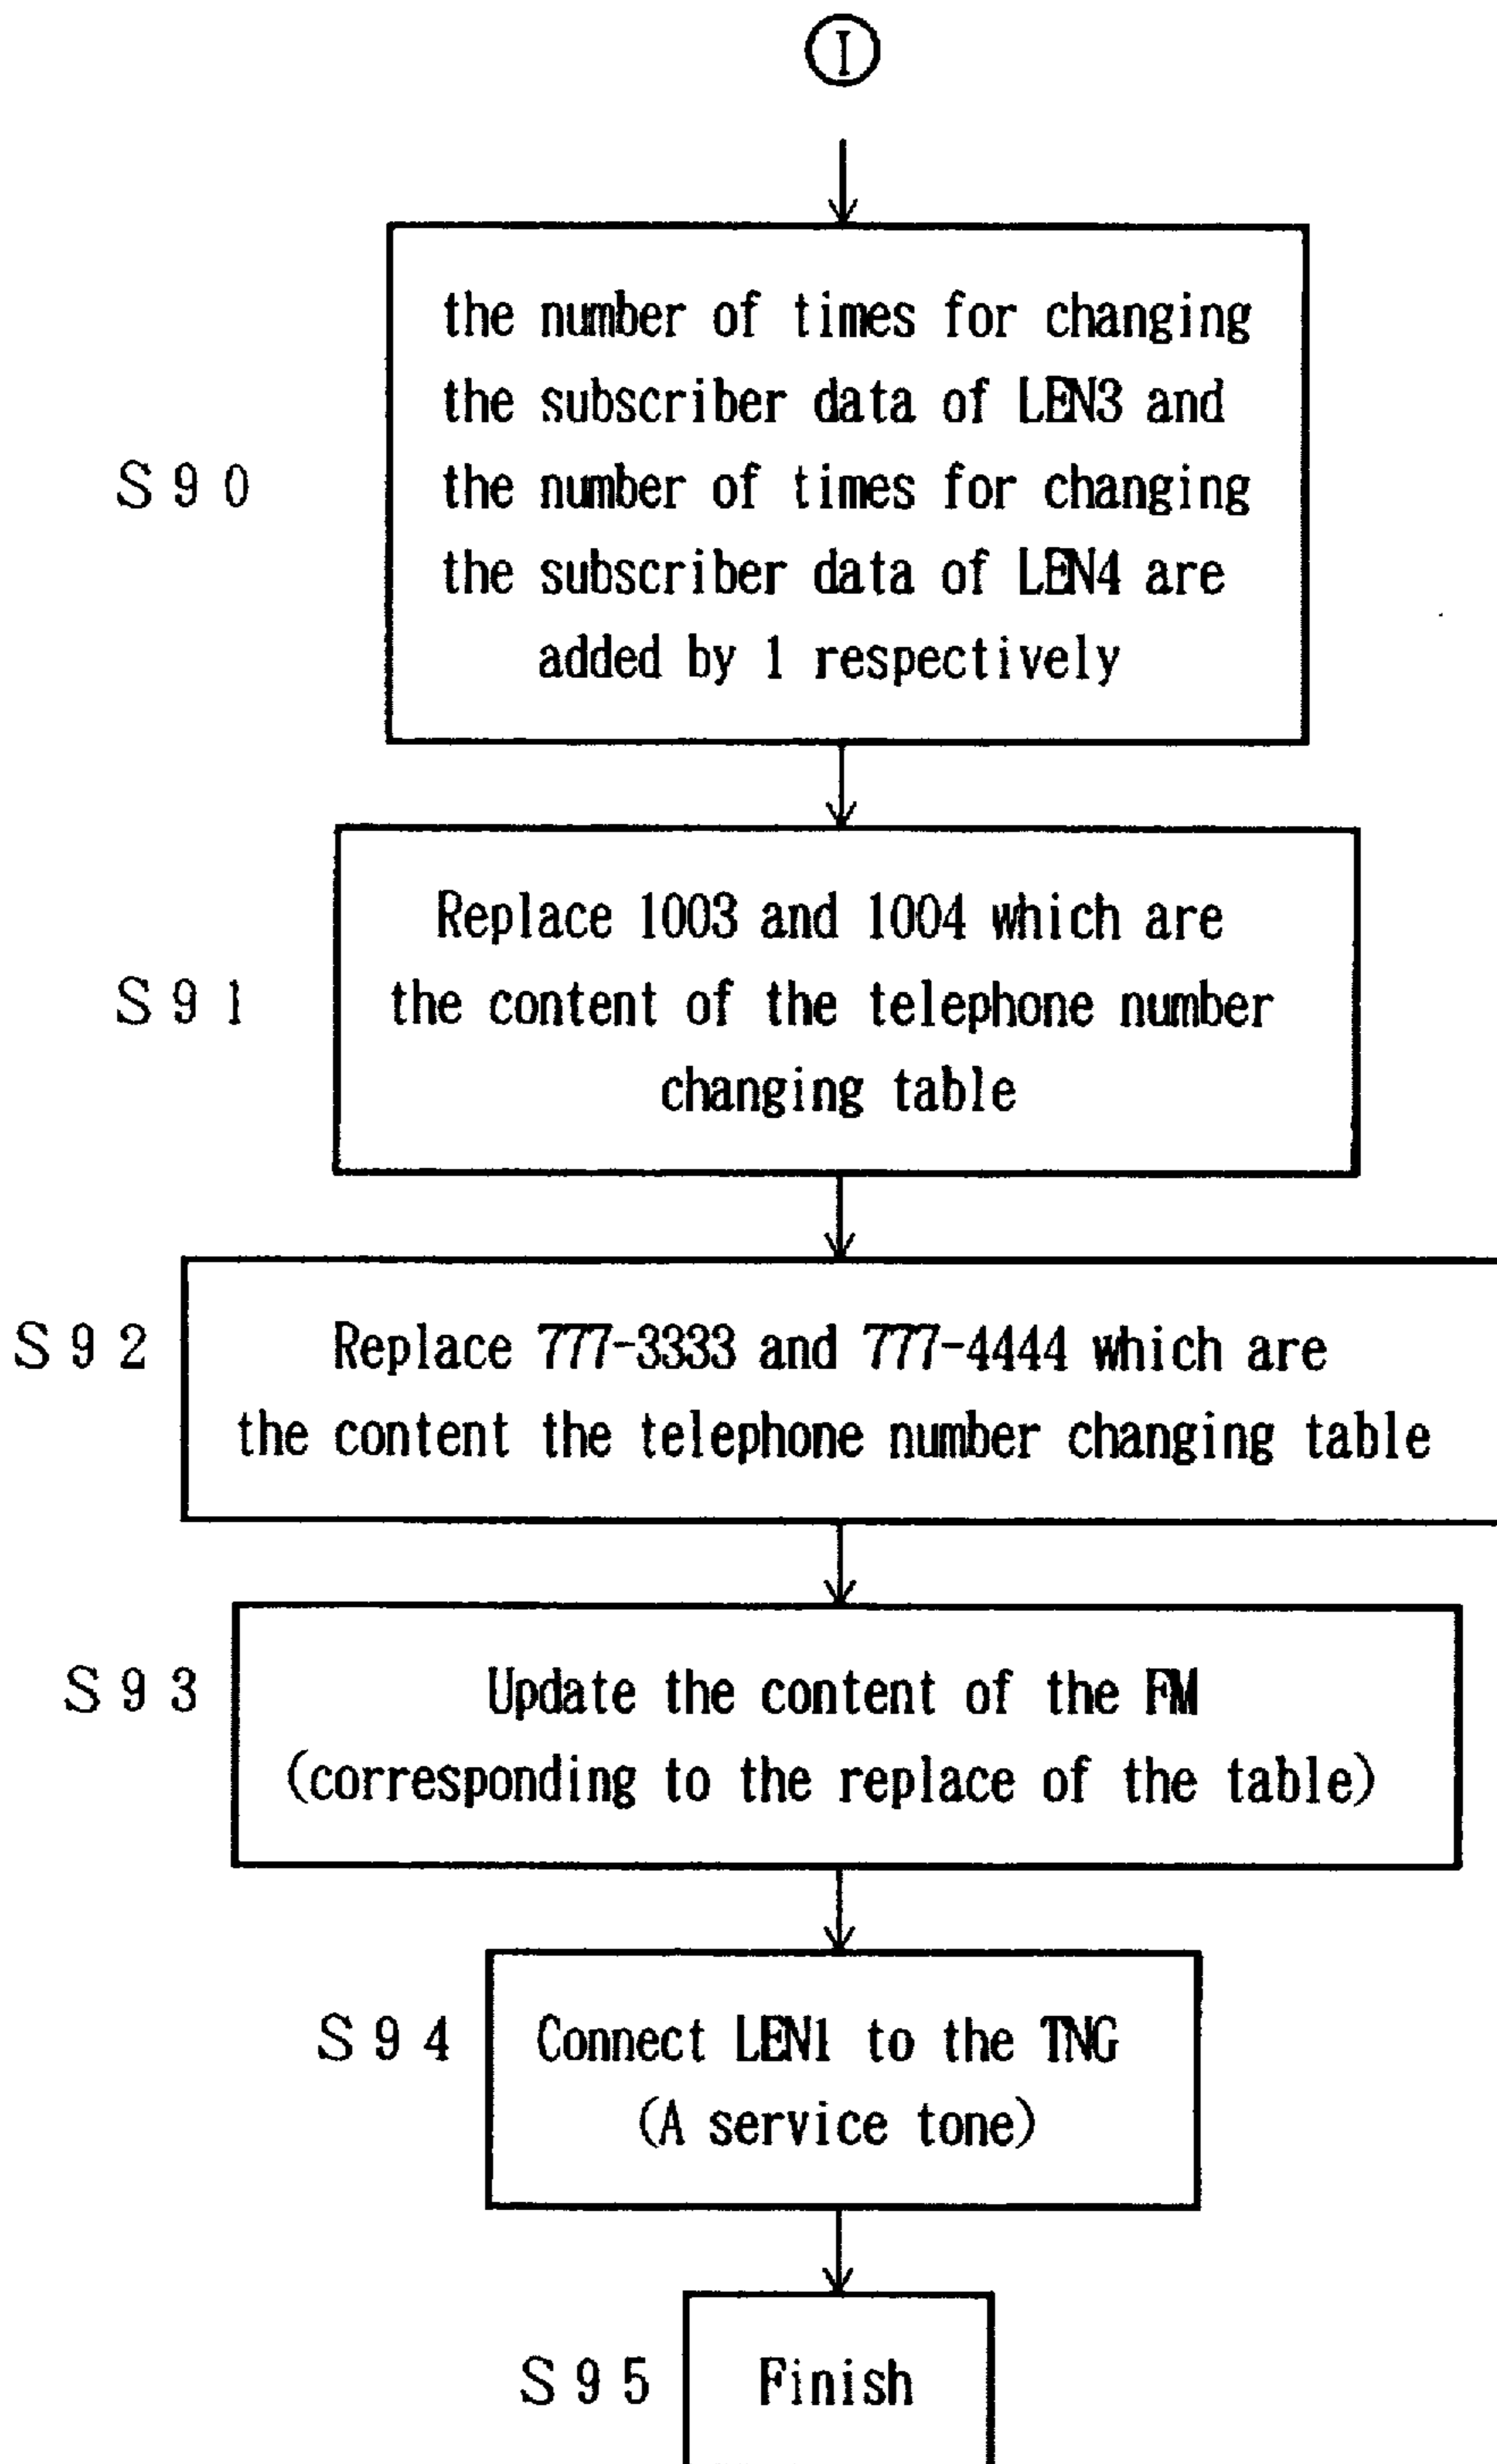 I
the number of times for changing
the subscriber data of LEN3 and
S90 the number of times for changing
the subscriber data of LEN4 are
added by 1 respectively
Replace 1003 and 1004 which are
S91 the content of the telephone number
changing table
S92 Replace 777-3333 and 777-4444 which are
the content the telephone number changing table
S93 Update the content of the FM
(corresponding to the replace of the table)
S94 Connect LEN1 to the TNG
(A service tone)
S95 Finish